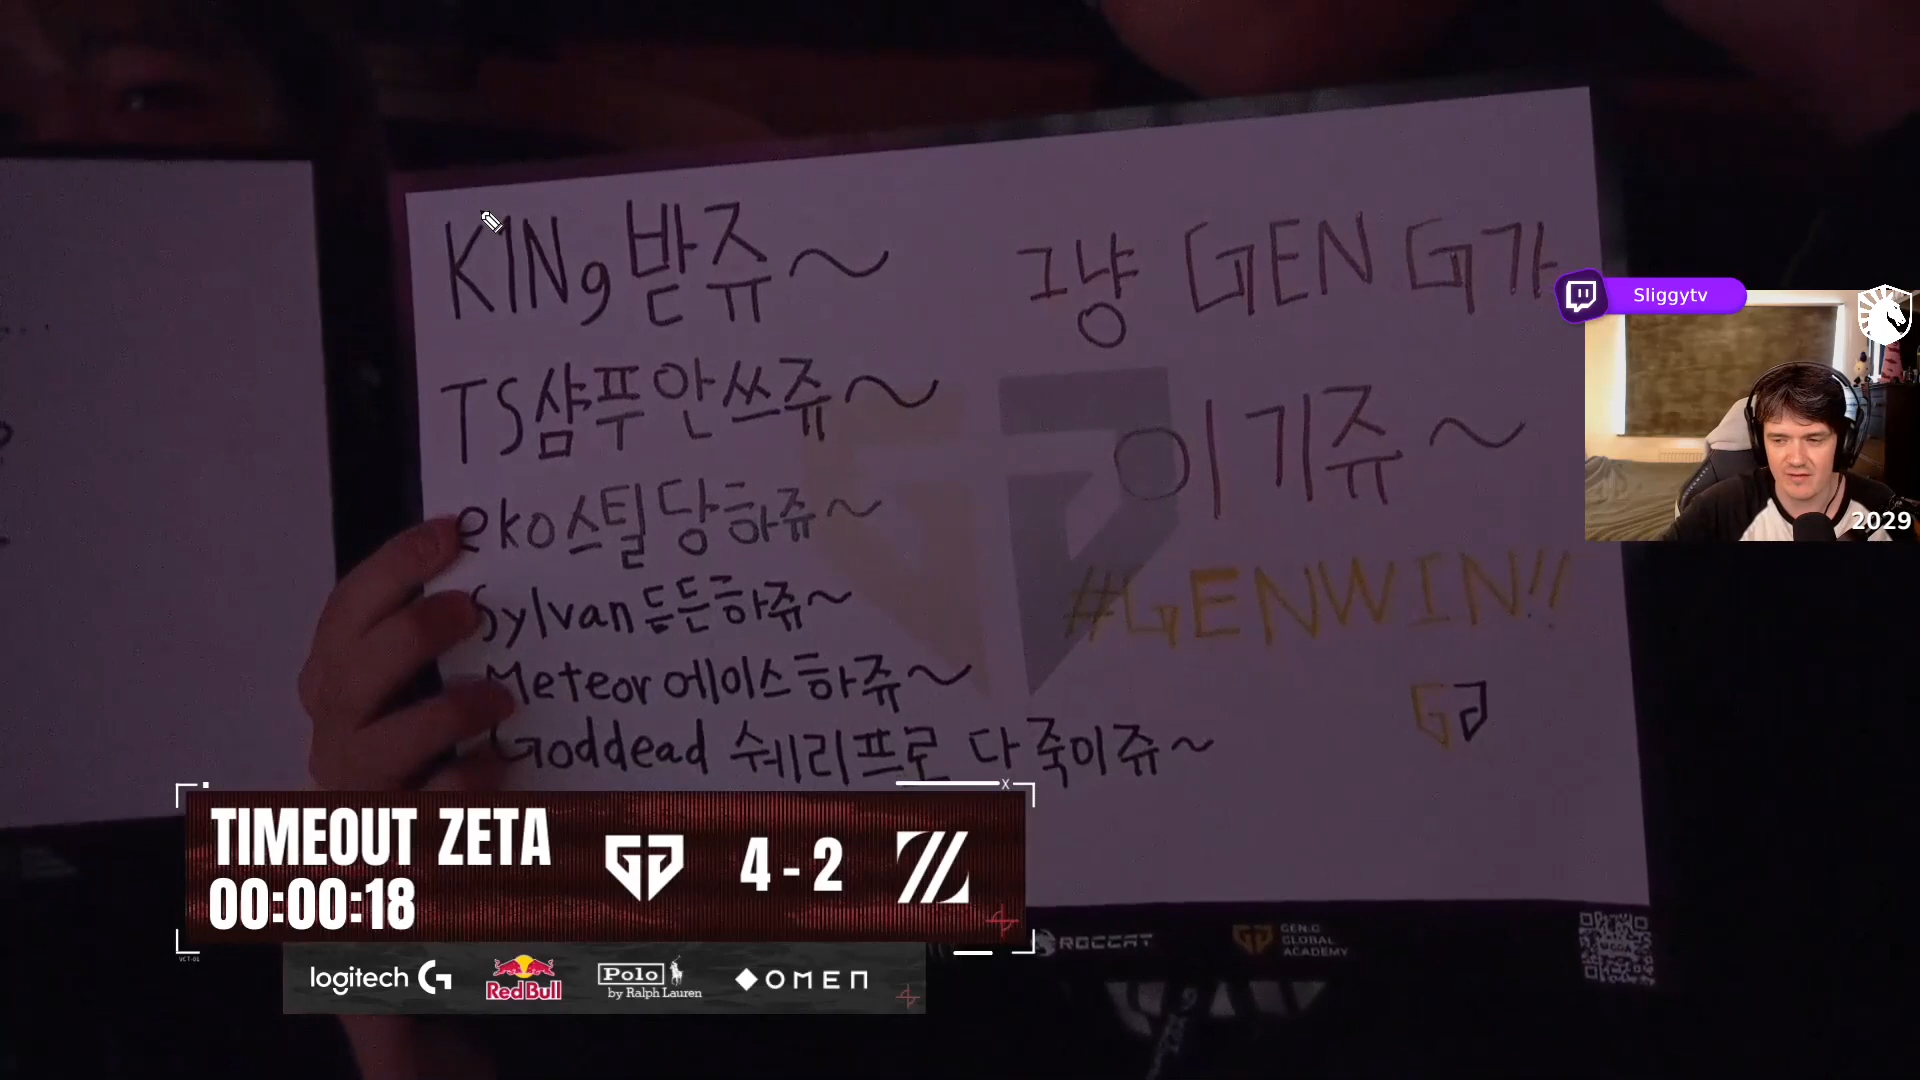 KINg 받쥬~
TS샴푸안쓰쥬~
eko스틸당하쥬~
Sylvan듬든하쥬~
Meteor에이스하쥬~
Goddead 쉐리프로 다죽이쥬~
그냥 GEN G가
이기쥬~
#GENWIN!!
Sliggytv
2029
TIMEOUT ZETA
00:00:18
4-2
logitech G
Red Bull
Polo
by Ralph Lauren
OMEN
ROCCAT
GEN.G
GLOBAL
ACADEMY